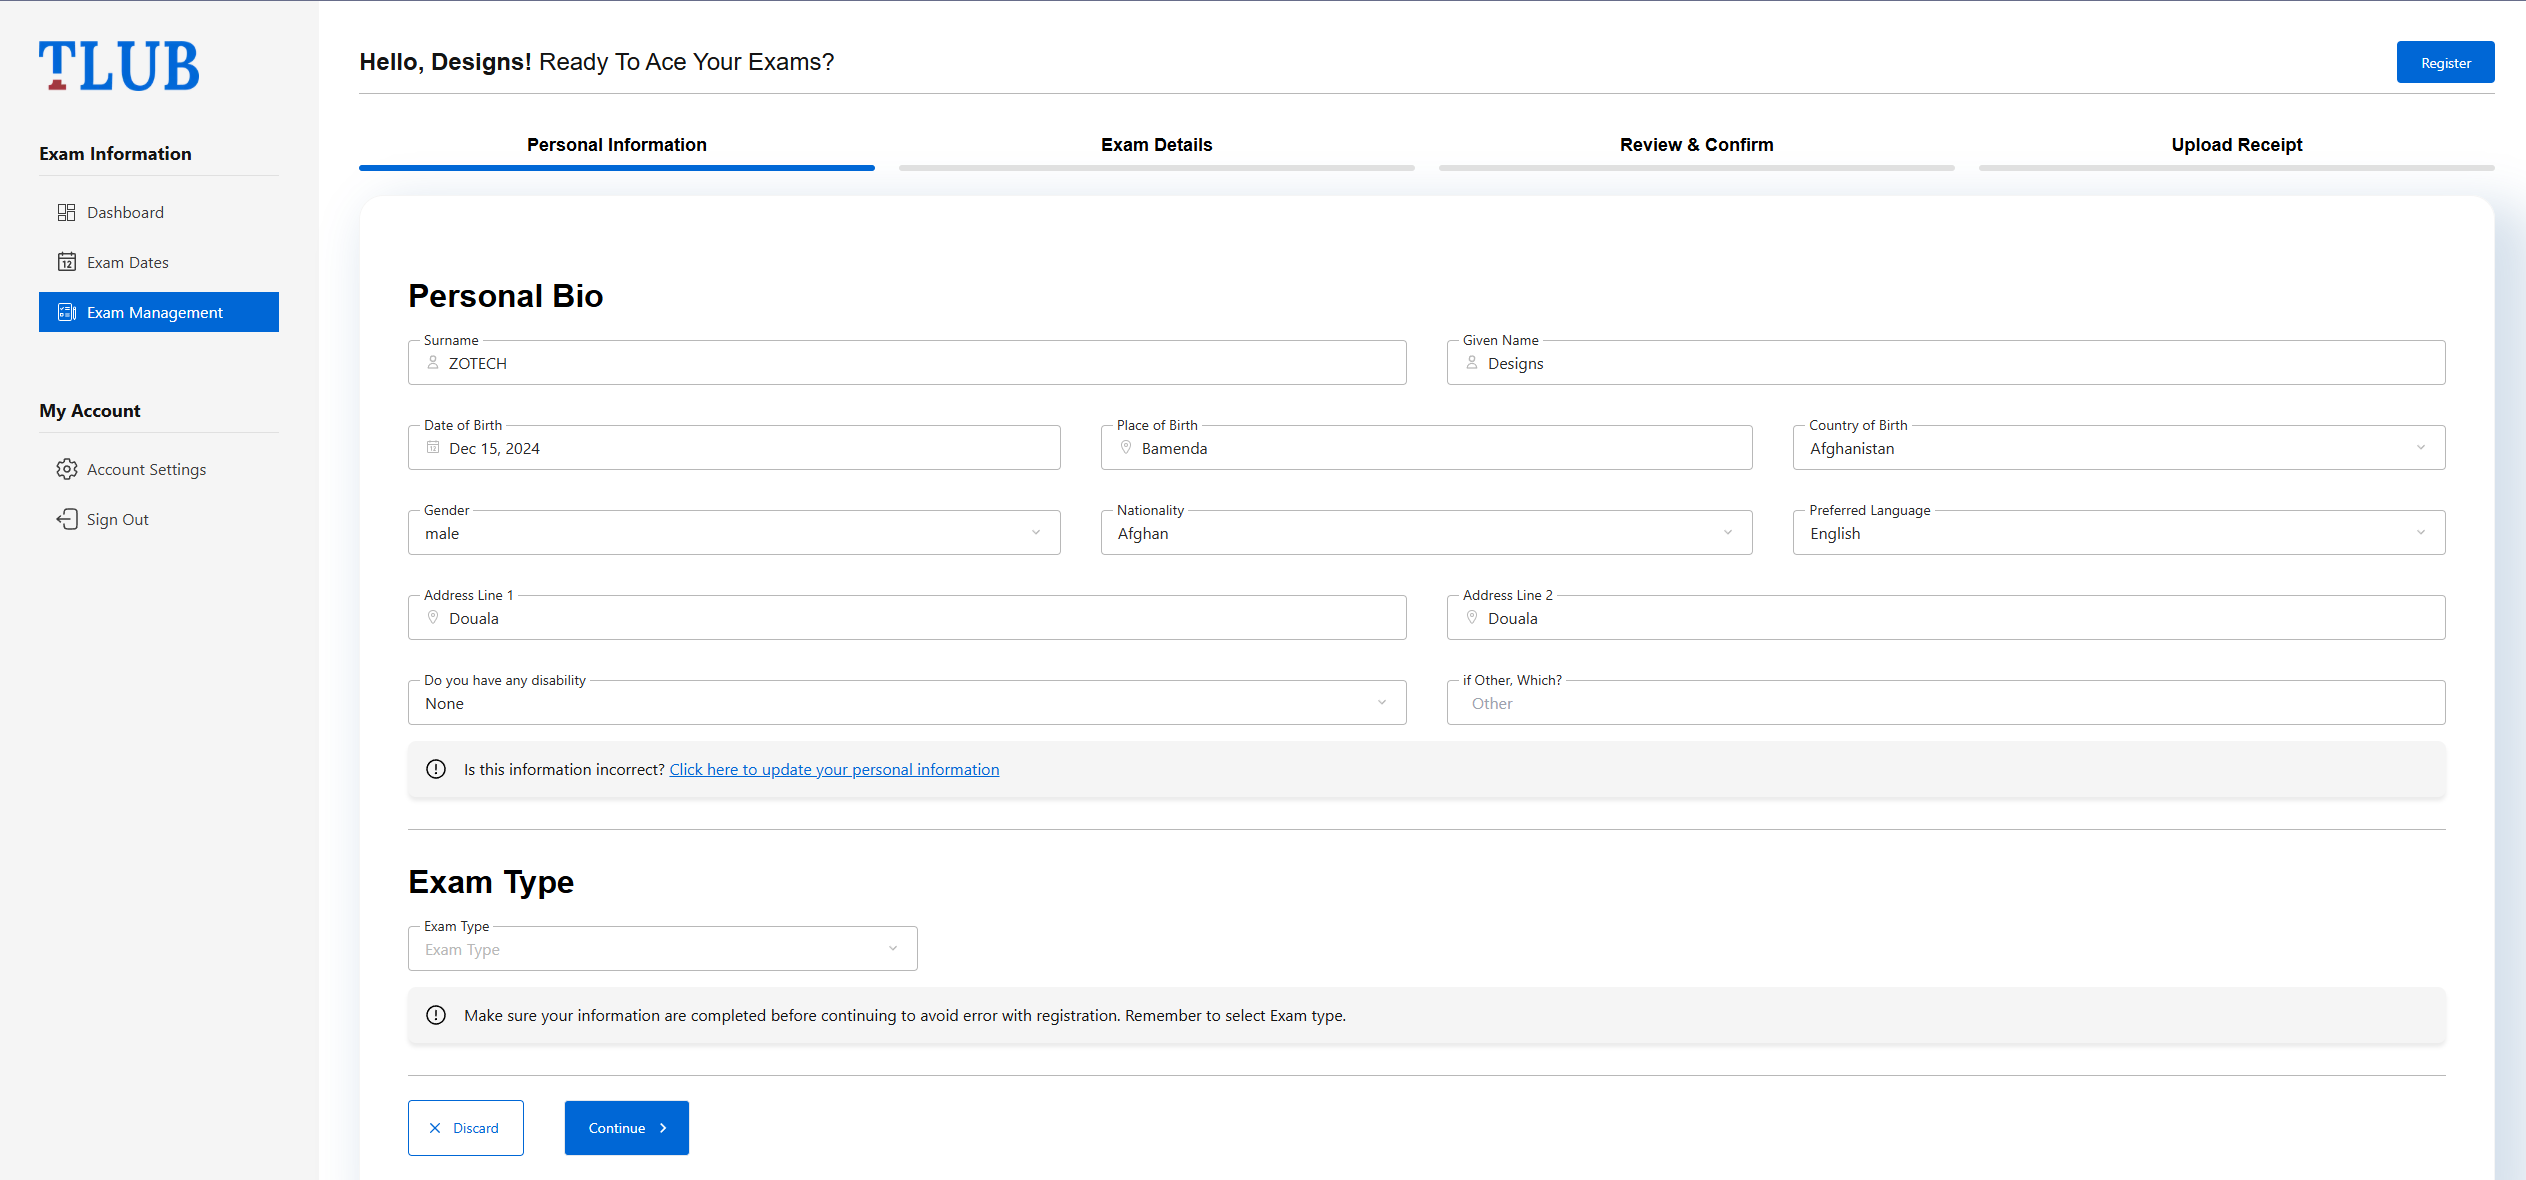 TLUB
Hello, Designs! Ready To Ace Your Exams?
Register
Exam Information
Dashboard
12
Exam Dates
Exam Management
My Account
Account Settings
Sign Out
Personal Information
Exam Details
Review & Confirm
Upload Receipt
Personal Bio
Surname
ZOTECH
Given Name
Designs
Date of Birth
Dec 15, 2024
Place of Birth
Bamenda
Country of Birth
Afghanistan
Gender
male
Nationality
Afghan
Preferred Language
English
Address Line 1
Douala
Address Line 2
Douala
Do you have any disability
None
if Other, Which?
Other
Is this information incorrect? Click here to update your personal information
Exam Type
Exam Type
Exam Type
Make sure your information are completed before continuing to avoid error with registration. Remember to select Exam type.
Discard
Continue